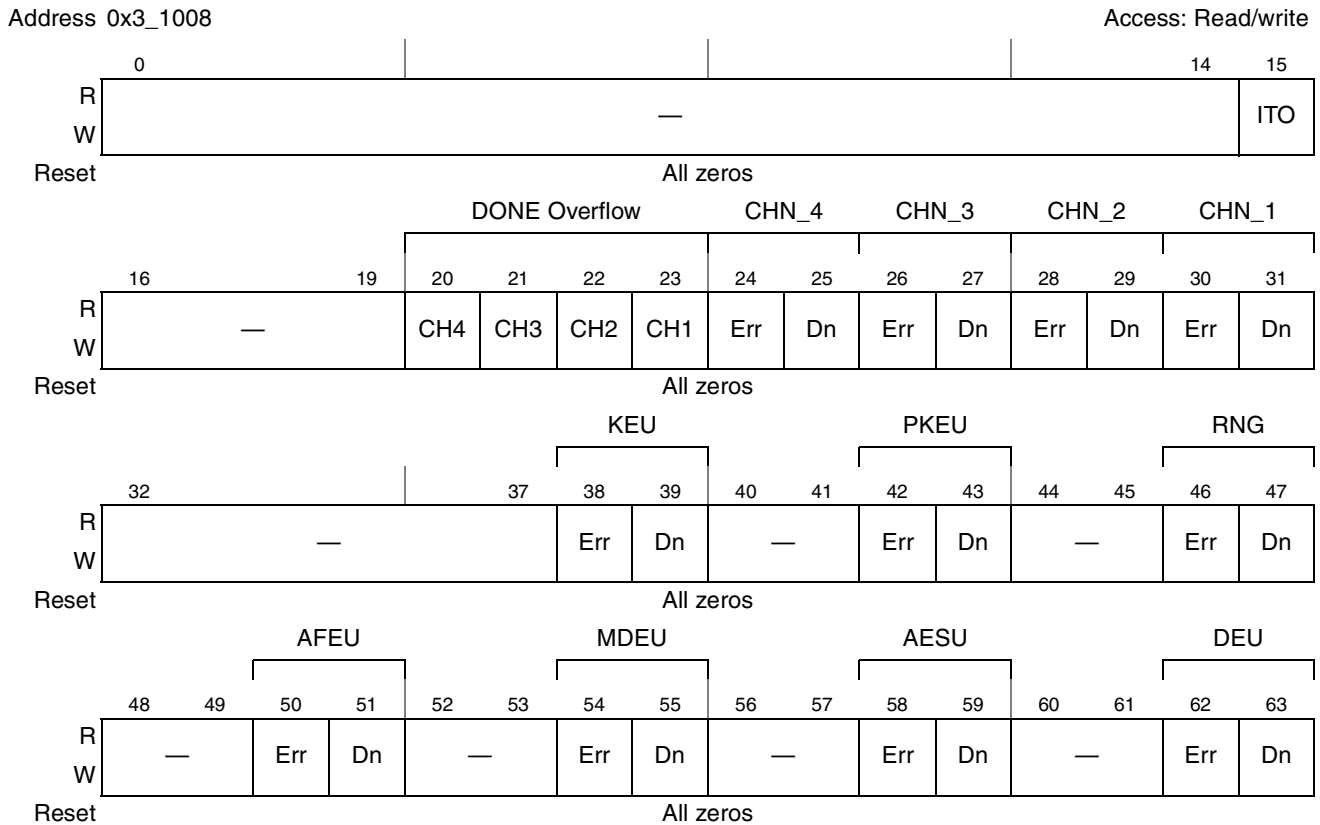 Address 0x3_1008 Access: Read/write
0 14 15
R
— ITO
W
Reset All zeros
DONE Overflow CHN_4 CHN_3 CHN_2 CHN_1
16 19 20 21 22 23 24 25 26 27 28 29 30 31
R
— CH4 CH3 CH2 CH1 Err Dn Err Dn Err Dn Err Dn
W
Reset All zeros
KEU PKEU RNG
32 37 38 39 40 41 42 43 44 45 46 47
R
— Err Dn — Err Dn — Err Dn
W
Reset All zeros
AFEU MDEU AESU DEU
48 49 50 51 52 53 54 55 56 57 58 59 60 61 62 63
R
— Err Dn — Err Dn — Err Dn — Err Dn
W
Reset All zeros